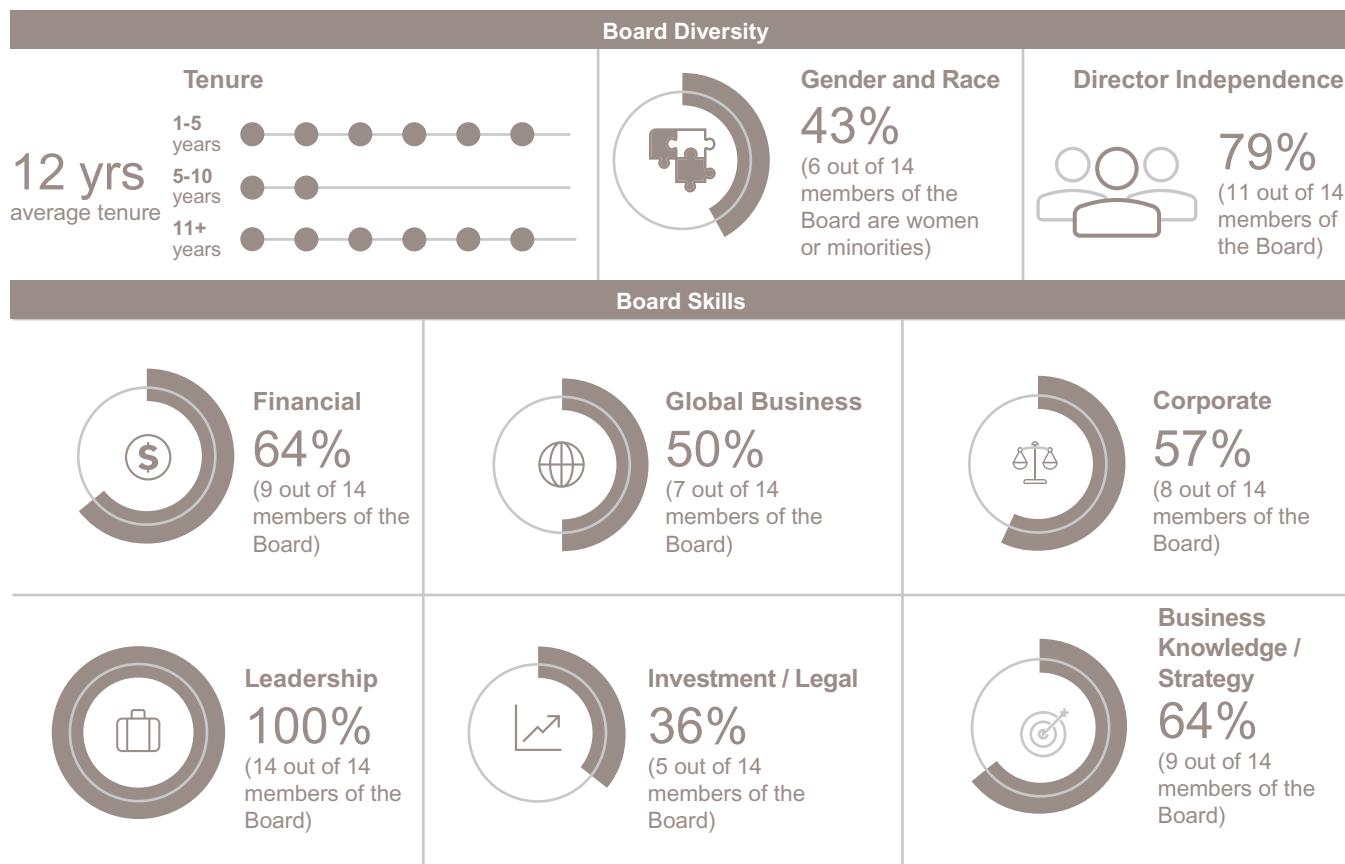 Board Diversity
Tenure
12 yrs
average tenure
1-5
years
5-10
years
11+
years
Gender and Race
43%
(6 out of 14
members of the
Board are women
or minorities)
Director Independence
79%
(11 out of 14
members of
the Board)
Board Skills
Financial
64%
(9 out of 14
members of the
Board)
Global Business
50%
(7 out of 14
members of the
Board)
Corporate
57%
(8 out of 14
members of the
Board)
Leadership
100%
(14 out of 14
members of the
Board)
Investment / Legal
36%
(5 out of 14
members of the
Board)
Business
Knowledge /
Strategy
64%
(9 out of 14
members of the
Board)